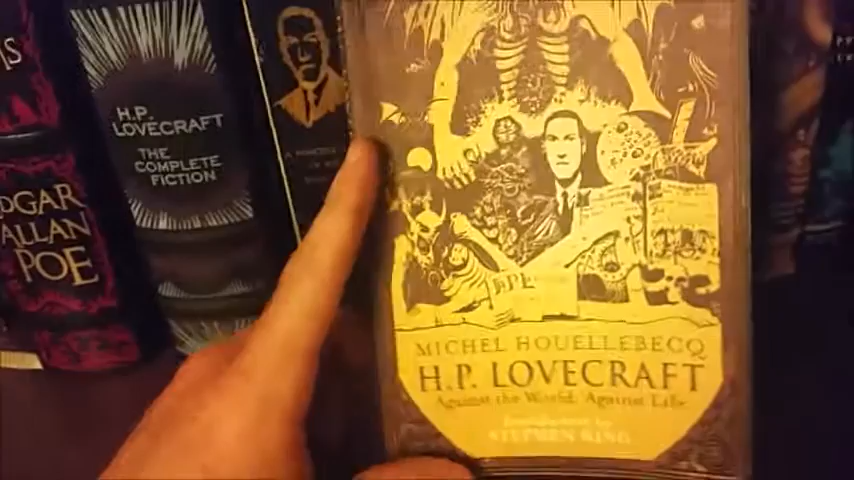 DGAR
ALLAN
POE
H.P.
LOVECRAFT
THE
COMPLETE
FICTION
HPL
MICHEL HOUELLEBECQ
H.P. LOVECRAFT
Against the World, Against Life
Introduction by
STEPHEN KING